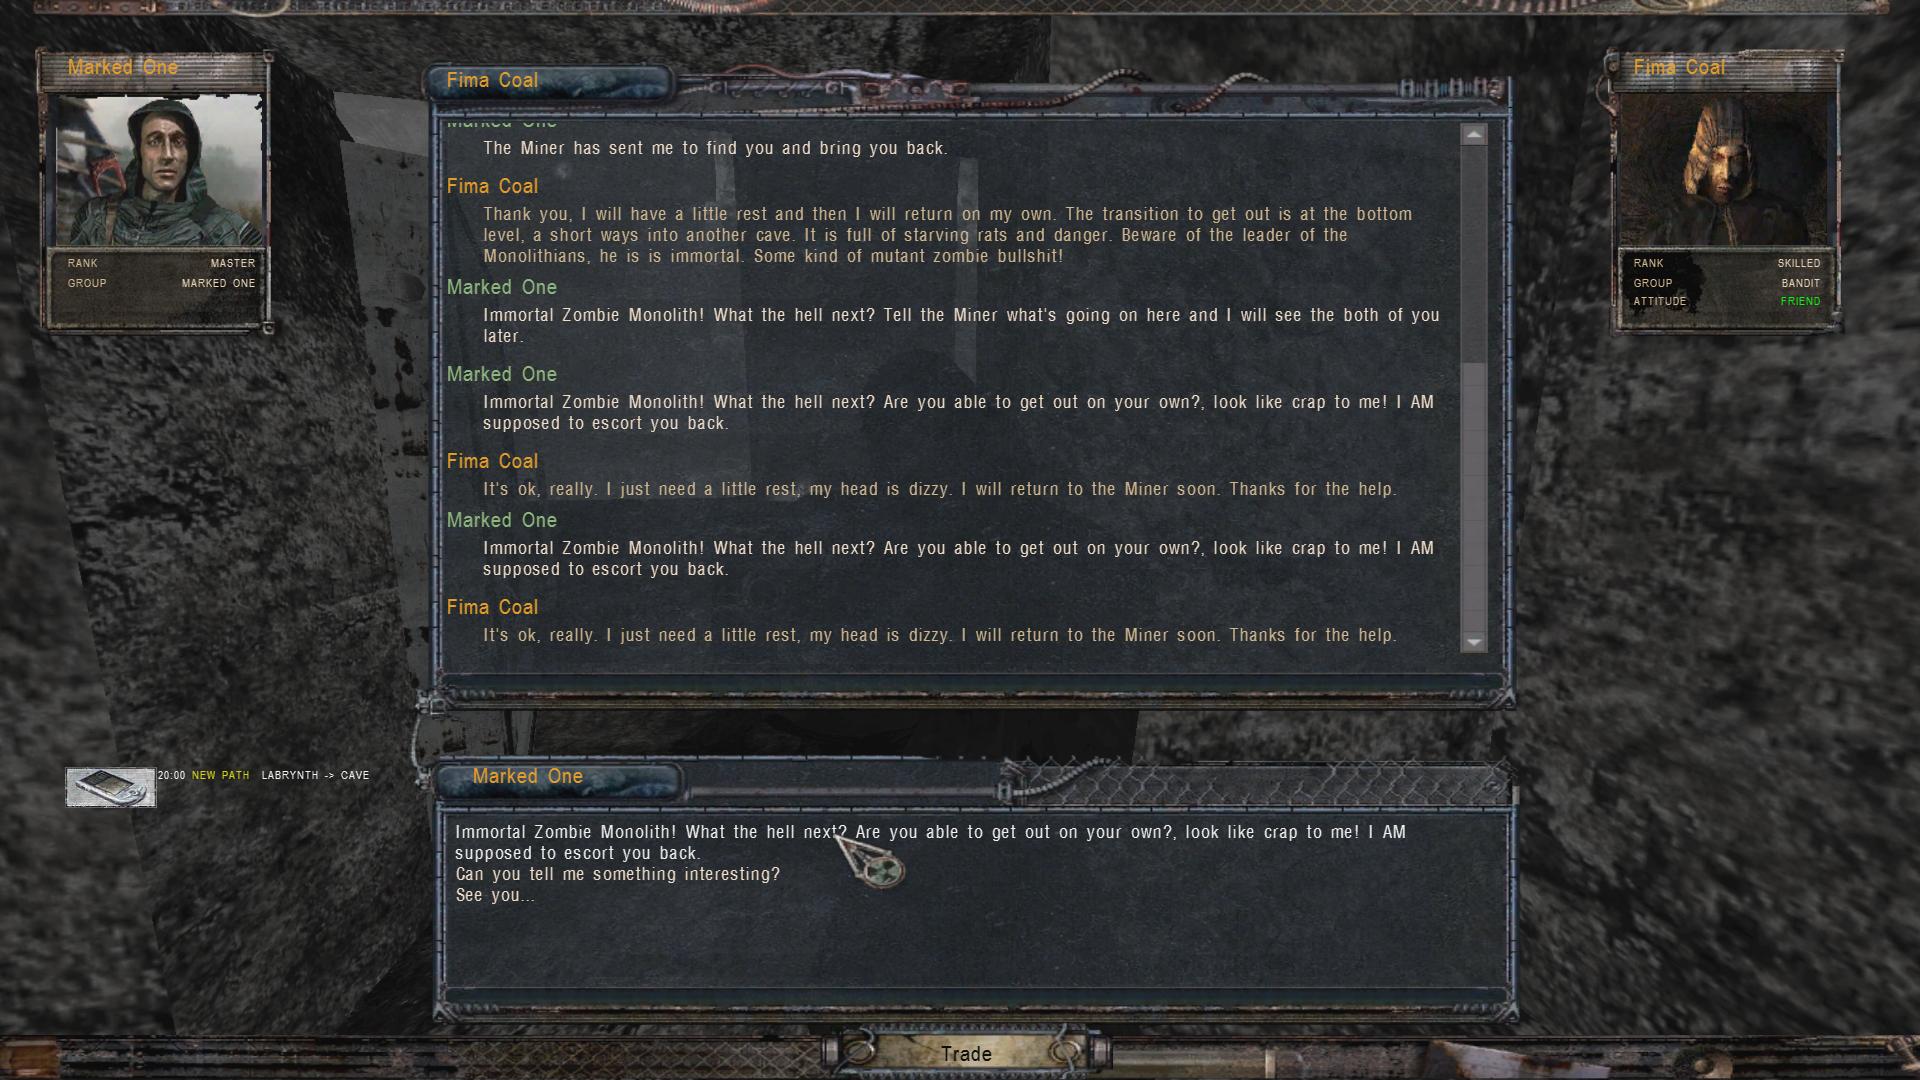 Marked One
RANK MASTER
GROUP MARKED ONE
Fima Coal
Marked One
The Miner has sent me to find you and bring you back.
Fima Coal
Thank you, I will have a little rest and then I will return on my own. The transition to get out is at the bottom
level, a short ways into another cave. It is full of starving rats and danger. Beware of the leader of the
Monolithians, he is is immortal. Some kind of mutant zombie bullshit!
Marked One
Immortal Zombie Monolith! What the hell next? Tell the Miner what's going on here and I will see the both of you
later.
Marked One
Immortal Zombie Monolith! What the hell next? Are you able to get out on your own?, look like crap to me! I AM
supposed to escort you back.
Fima Coal
It's ok, really. I just need a little rest, my head is dizzy. I will return to the Miner soon. Thanks for the help.
Marked One
Immortal Zombie Monolith! What the hell next? Are you able to get out on your own?, look like crap to me! I AM
supposed to escort you back.
Fima Coal
It's ok, really. I just need a little rest, my head is dizzy. I will return to the Miner soon. Thanks for the help.
Fima Coal
RANK SKILLED
GROUP BANDIT
ATTITUDE FRIEND
20:00 NEW PATH LABRYNTH -> CAVE
Marked One
Immortal Zombie Monolith! What the hell next? Are you able to get out on your own?, look like crap to me! I AM
supposed to escort you back.
Can you tell me something interesting?
See you...
Trade